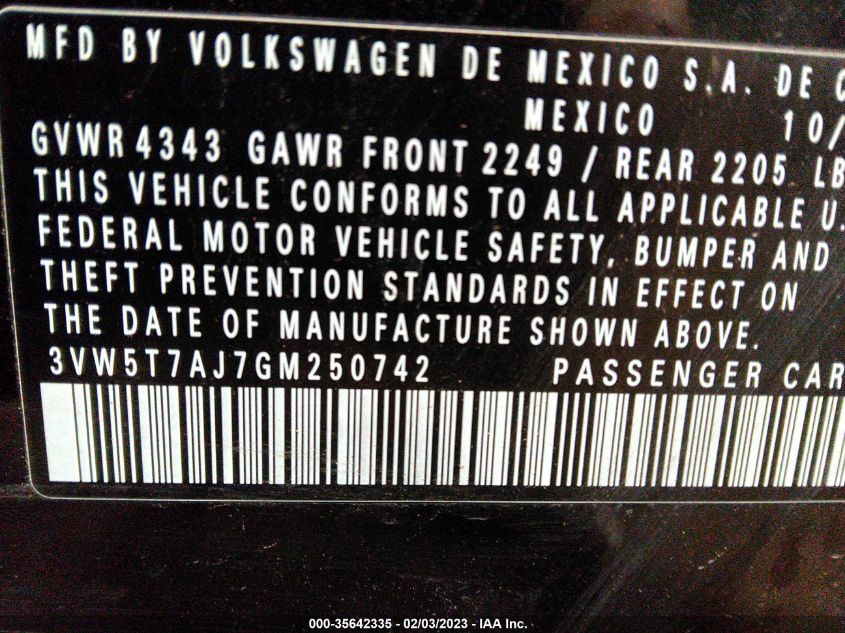 MFD BY VOLKSWAGEN DE MEXICO S.A. DE C
MEXICO 10/
GVWR 4343 GAWR FRONT 2249 / REAR 2205 LB
THIS VEHICLE CONFORMS TO ALL APPLICABLE U.
FEDERAL MOTOR VEHICLE SAFETY, BUMPER AND
THEFT PREVENTION STANDARDS IN EFFECT ON
THE DATE OF MANUFACTURE SHOWN ABOVE.
3VW5T7AJ7GM250742 PASSENGER CAR
000-35642335 - 02/03/2023 - IAA Inc.